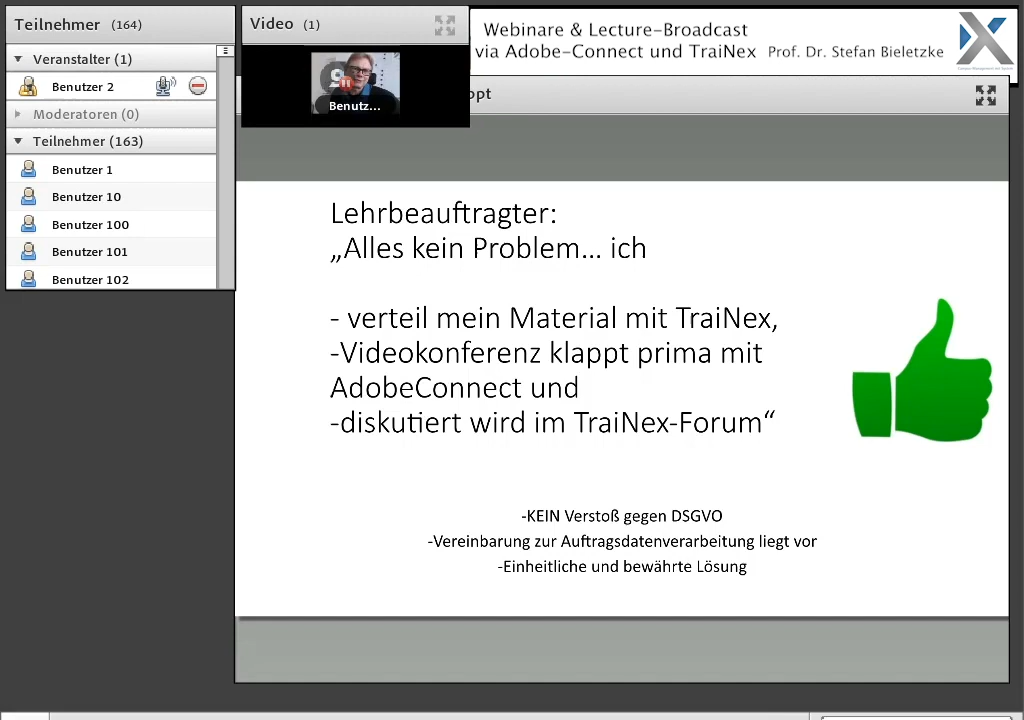 Teilnehmer (164)
Veranstalter (1)
Benutzer 2
Moderatoren (0)
Teilnehmer (163)
Benutzer 1
Benutzer 10
Benutzer 100
Benutzer 101
Benutzer 102
Video (1)
Benutz...
Webinare & Lecture-Broadcast
via Adobe-Connect und TraiNex Prof. Dr. Stefan Bieletzke
Lehrbeauftragter:
„Alles kein Problem... ich
- verteil mein Material mit TraiNex,
-Videokonferenz klappt prima mit
AdobeConnect und
-diskutiert wird im TraiNex-Forum“
-KEIN Verstoß gegen DSGVO
-Vereinbarung zur Auftragsdatenverarbeitung liegt vor
-Einheitliche und bewährte Lösung